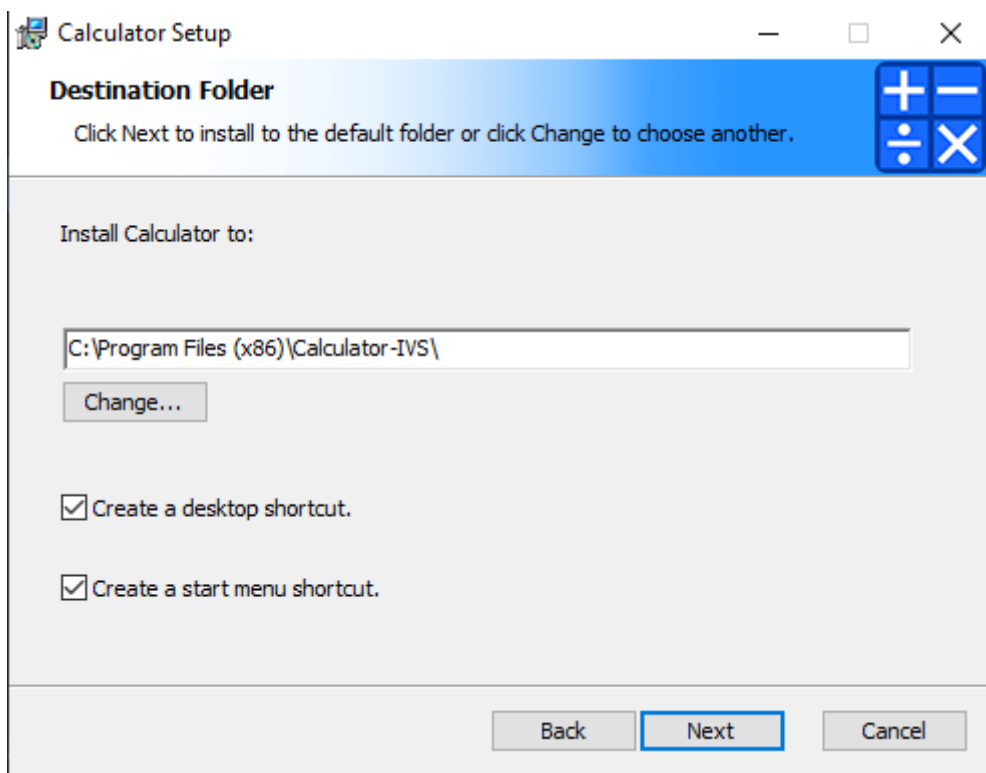 Calculator Setup
Destination Folder
Click Next to install to the default folder or click Change to choose another.
Install Calculator to:
C:\Program Files (x86)\Calculator-IVS\
Change...
Create a desktop shortcut.
Create a start menu shortcut.
Back Next Cancel